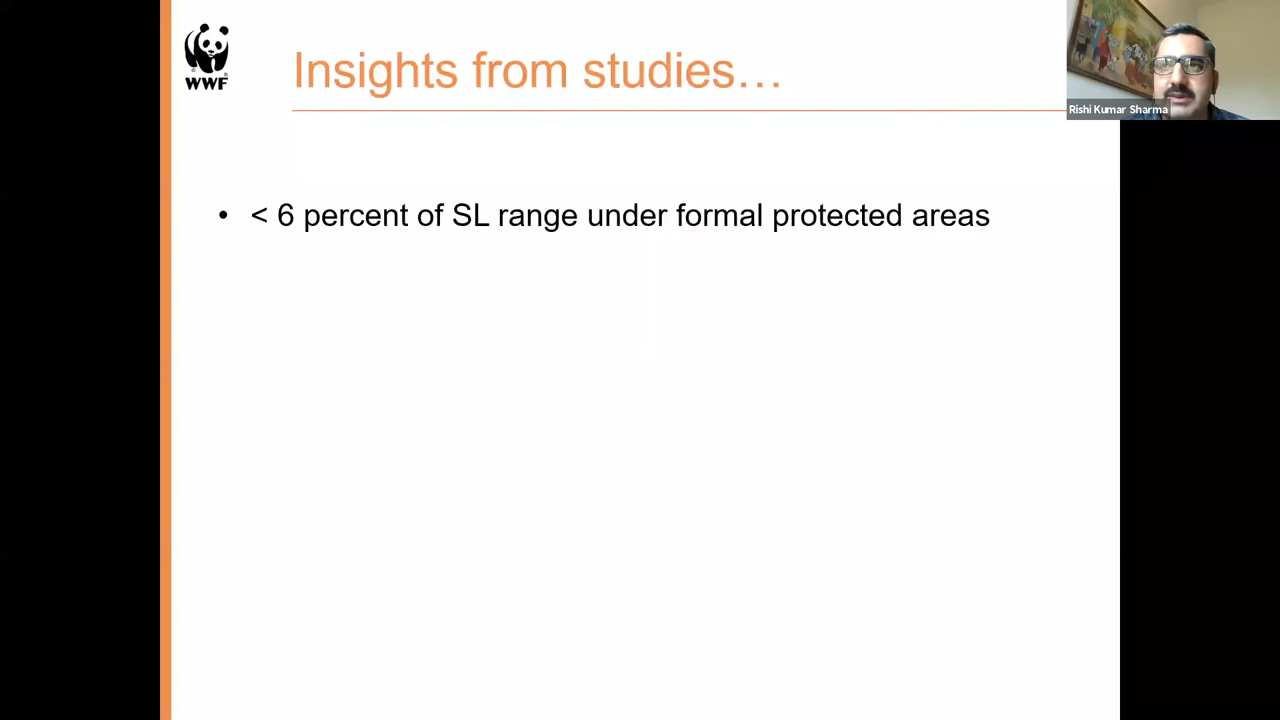 WWF
Insights from studies…
Rishi Kumar Sharma
• < 6 percent of SL range under formal protected areas